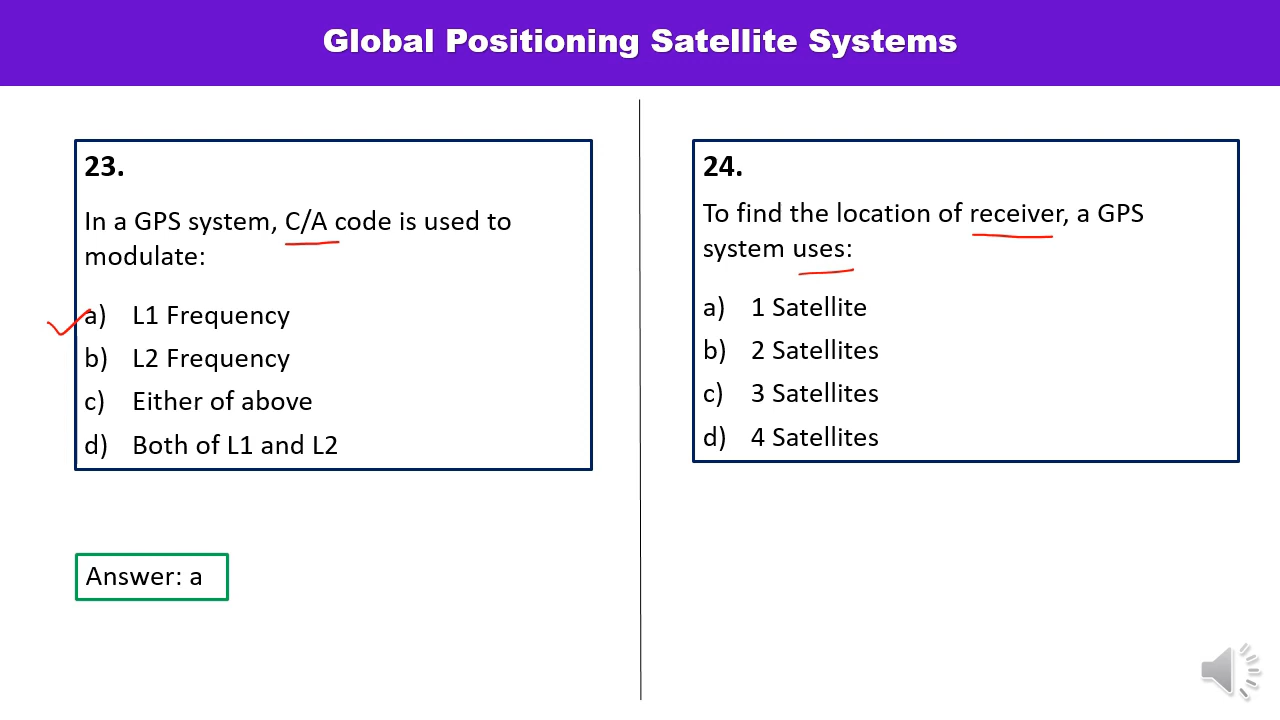 Global Positioning Satellite Systems
23.
In a GPS system, C/A code is used to
modulate:
a) L1 Frequency
b) L2 Frequency
c) Either of above
d) Both of L1 and L2
Answer: a
24.
To find the location of receiver, a GPS
system uses:
a) 1 Satellite
b) 2 Satellites
c) 3 Satellites
d) 4 Satellites